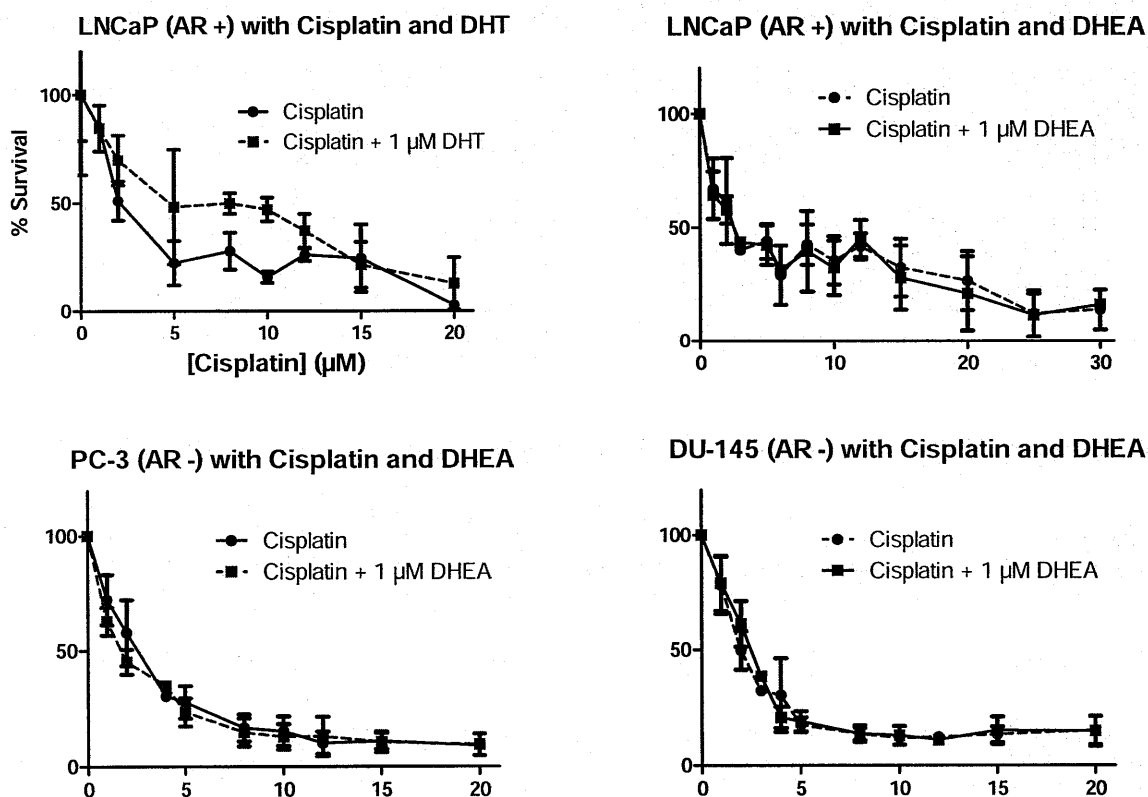 LNCaP (AR +) with Cisplatin and DHT
100
50
0
% Survival
Cisplatin
Cisplatin + 1 µM DHT
0 5 10 15 20
[Cisplatin] (µM)
LNCaP (AR +) with Cisplatin and DHEA
100
50
0
Cisplatin
Cisplatin + 1 µM DHEA
0 10 20 30
PC-3 (AR -) with Cisplatin and DHEA
100
50
0
Cisplatin
Cisplatin + 1 µM DHEA
0 5 10 15 20
DU-145 (AR -) with Cisplatin and DHEA
100
50
0
Cisplatin
Cisplatin + 1 µM DHEA
0 5 10 15 20